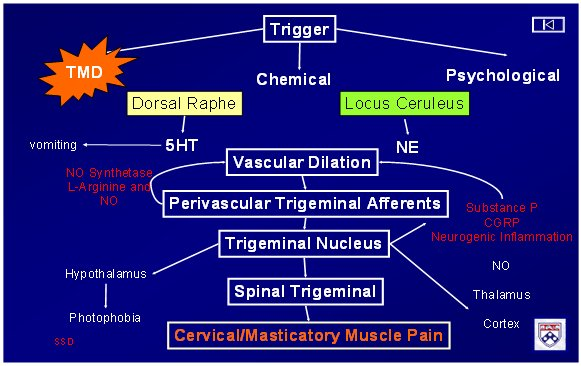 Trigger
TMD
Chemical
Psychological
Dorsal Raphe
Locus Ceruleus
vomiting
5HT
NE
Vascular Dilation
NO Synthetase
L-Arginine and
NO
Perivascular Trigeminal Afferents
Substance P
CGRP
Neurogenic Inflammation
Trigeminal Nucleus
NO
Hypothalamus
Spinal Trigeminal
Thalamus
Photophobia
Cortex
Cervical/Masticatory Muscle Pain
SSD